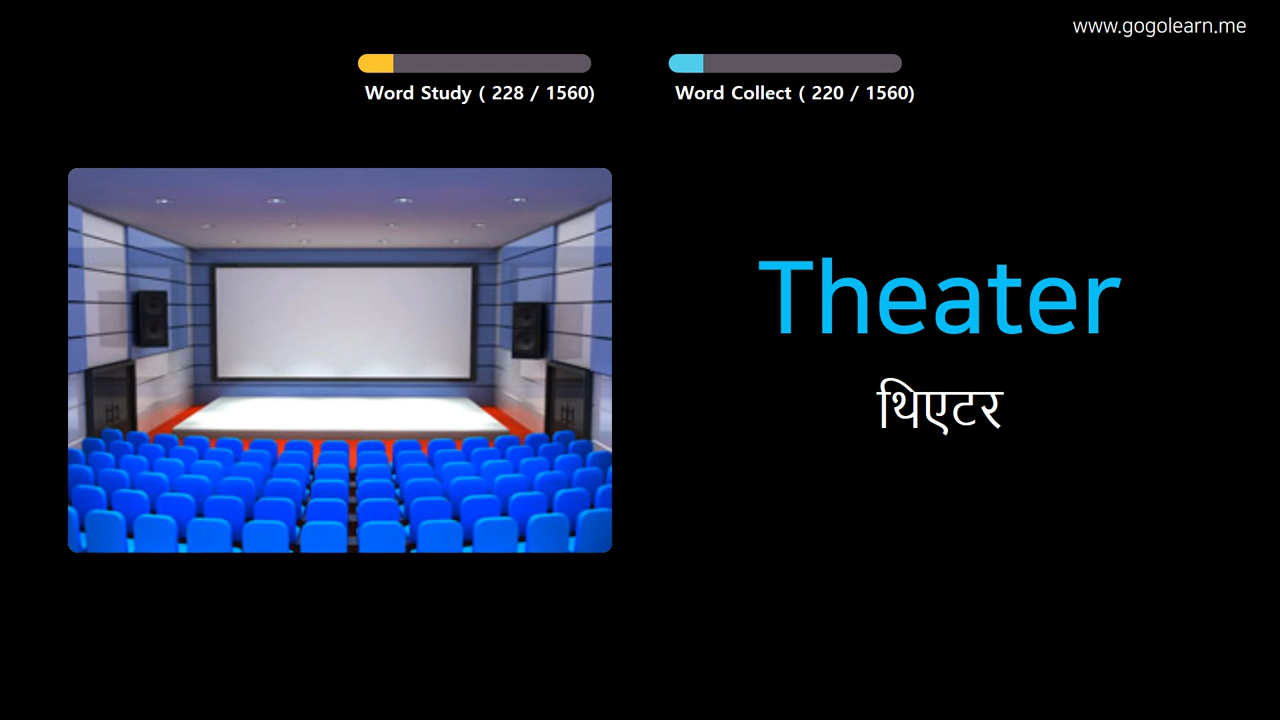 www.gogolearn.me
Word Study ( 228 / 1560)
Word Collect ( 220 / 1560)
Theater
थिएटर